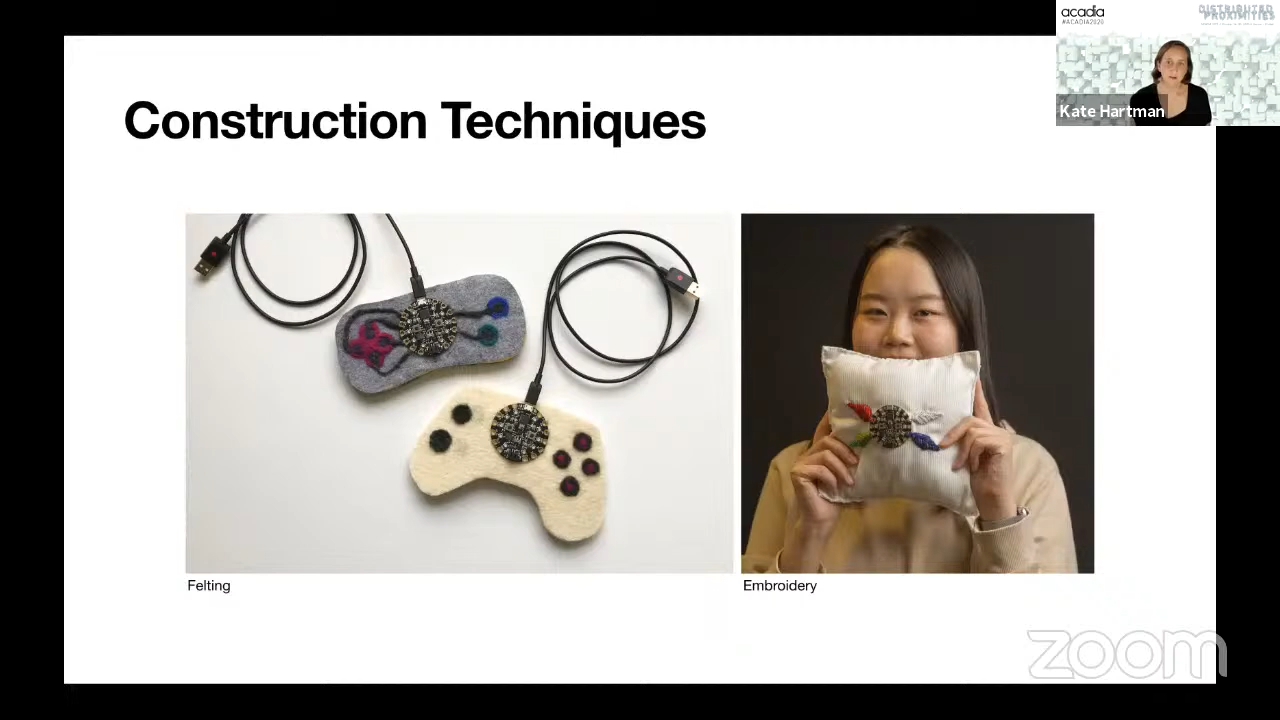 acadia
#ACADIA2020
DISTRIBUTED
PROXIMITIES
Kate Hartman
Construction Techniques
Felting
Embroidery
zoom